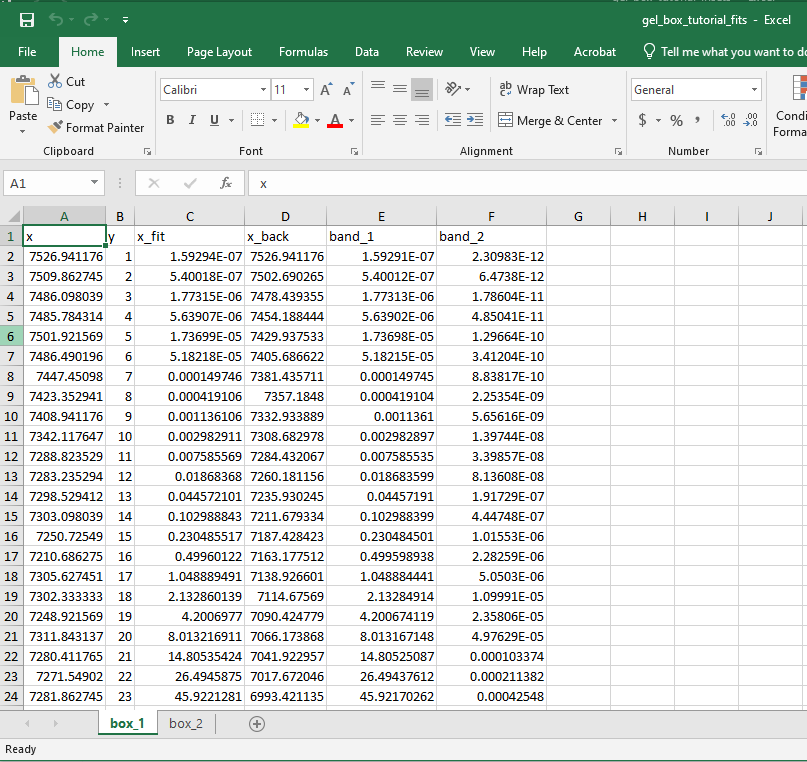 gel_box_tutorial_fits - Excel
File Home Insert Page Layout Formulas Data Review View Help Acrobat Tell me what you want to do
Paste
Cut
Copy
Format Painter
Calibri 11 A A
B I U A
ab Wrap Text
Merge & Center
General
$ % , .00 .00
Condi
Forma
Clipboard Font Alignment Number
A1 fx x
A B C D E F G H I J
1 x y x_fit x_back band_1 band_2
2 7526.941176 1 1.59294E-07 7526.941176 1.59291E-07 2.30983E-12
3 7509.862745 2 5.40018E-07 7502.690265 5.40012E-07 6.4738E-12
4 7486.098039 3 1.77315E-06 7478.439355 1.77313E-06 1.78604E-11
5 7485.784314 4 5.63907E-06 7454.188444 5.63902E-06 4.85041E-11
6 7501.921569 5 1.73699E-05 7429.937533 1.73698E-05 1.29664E-10
7 7486.490196 6 5.18218E-05 7405.686622 5.18215E-05 3.41204E-10
8 7447.45098 7 0.000149746 7381.435711 0.000149745 8.83817E-10
9 7423.352941 8 0.000419106 7357.1848 0.000419104 2.25354E-09
10 7408.941176 9 0.001136106 7332.933889 0.0011361 5.65616E-09
11 7342.117647 10 0.002982911 7308.682978 0.002982897 1.39744E-08
12 7288.823529 11 0.007585569 7284.432067 0.007585535 3.39857E-08
13 7283.235294 12 0.01868368 7260.181156 0.018683599 8.13608E-08
14 7298.529412 13 0.044572101 7235.930245 0.04457191 1.91729E-07
15 7303.098039 14 0.102988843 7211.679334 0.102988399 4.44748E-07
16 7250.72549 15 0.230485517 7187.428423 0.230484501 1.01553E-06
17 7210.686275 16 0.49960122 7163.177512 0.499598938 2.28259E-06
18 7305.627451 17 1.048889491 7138.926601 1.048884441 5.0503E-06
19 7302.333333 18 2.132860139 7114.67569 2.13284914 1.09991E-05
20 7248.921569 19 4.2006977 7090.424779 4.200674119 2.35806E-05
21 7311.843137 20 8.013216911 7066.173868 8.013167148 4.97629E-05
22 7280.411765 21 14.80535424 7041.922957 14.80525087 0.000103374
23 7271.54902 22 26.4945875 7017.672046 26.49437612 0.000211382
24 7281.862745 23 45.9221281 6993.421135 45.92170262 0.00042548
box_1 box_2
Ready